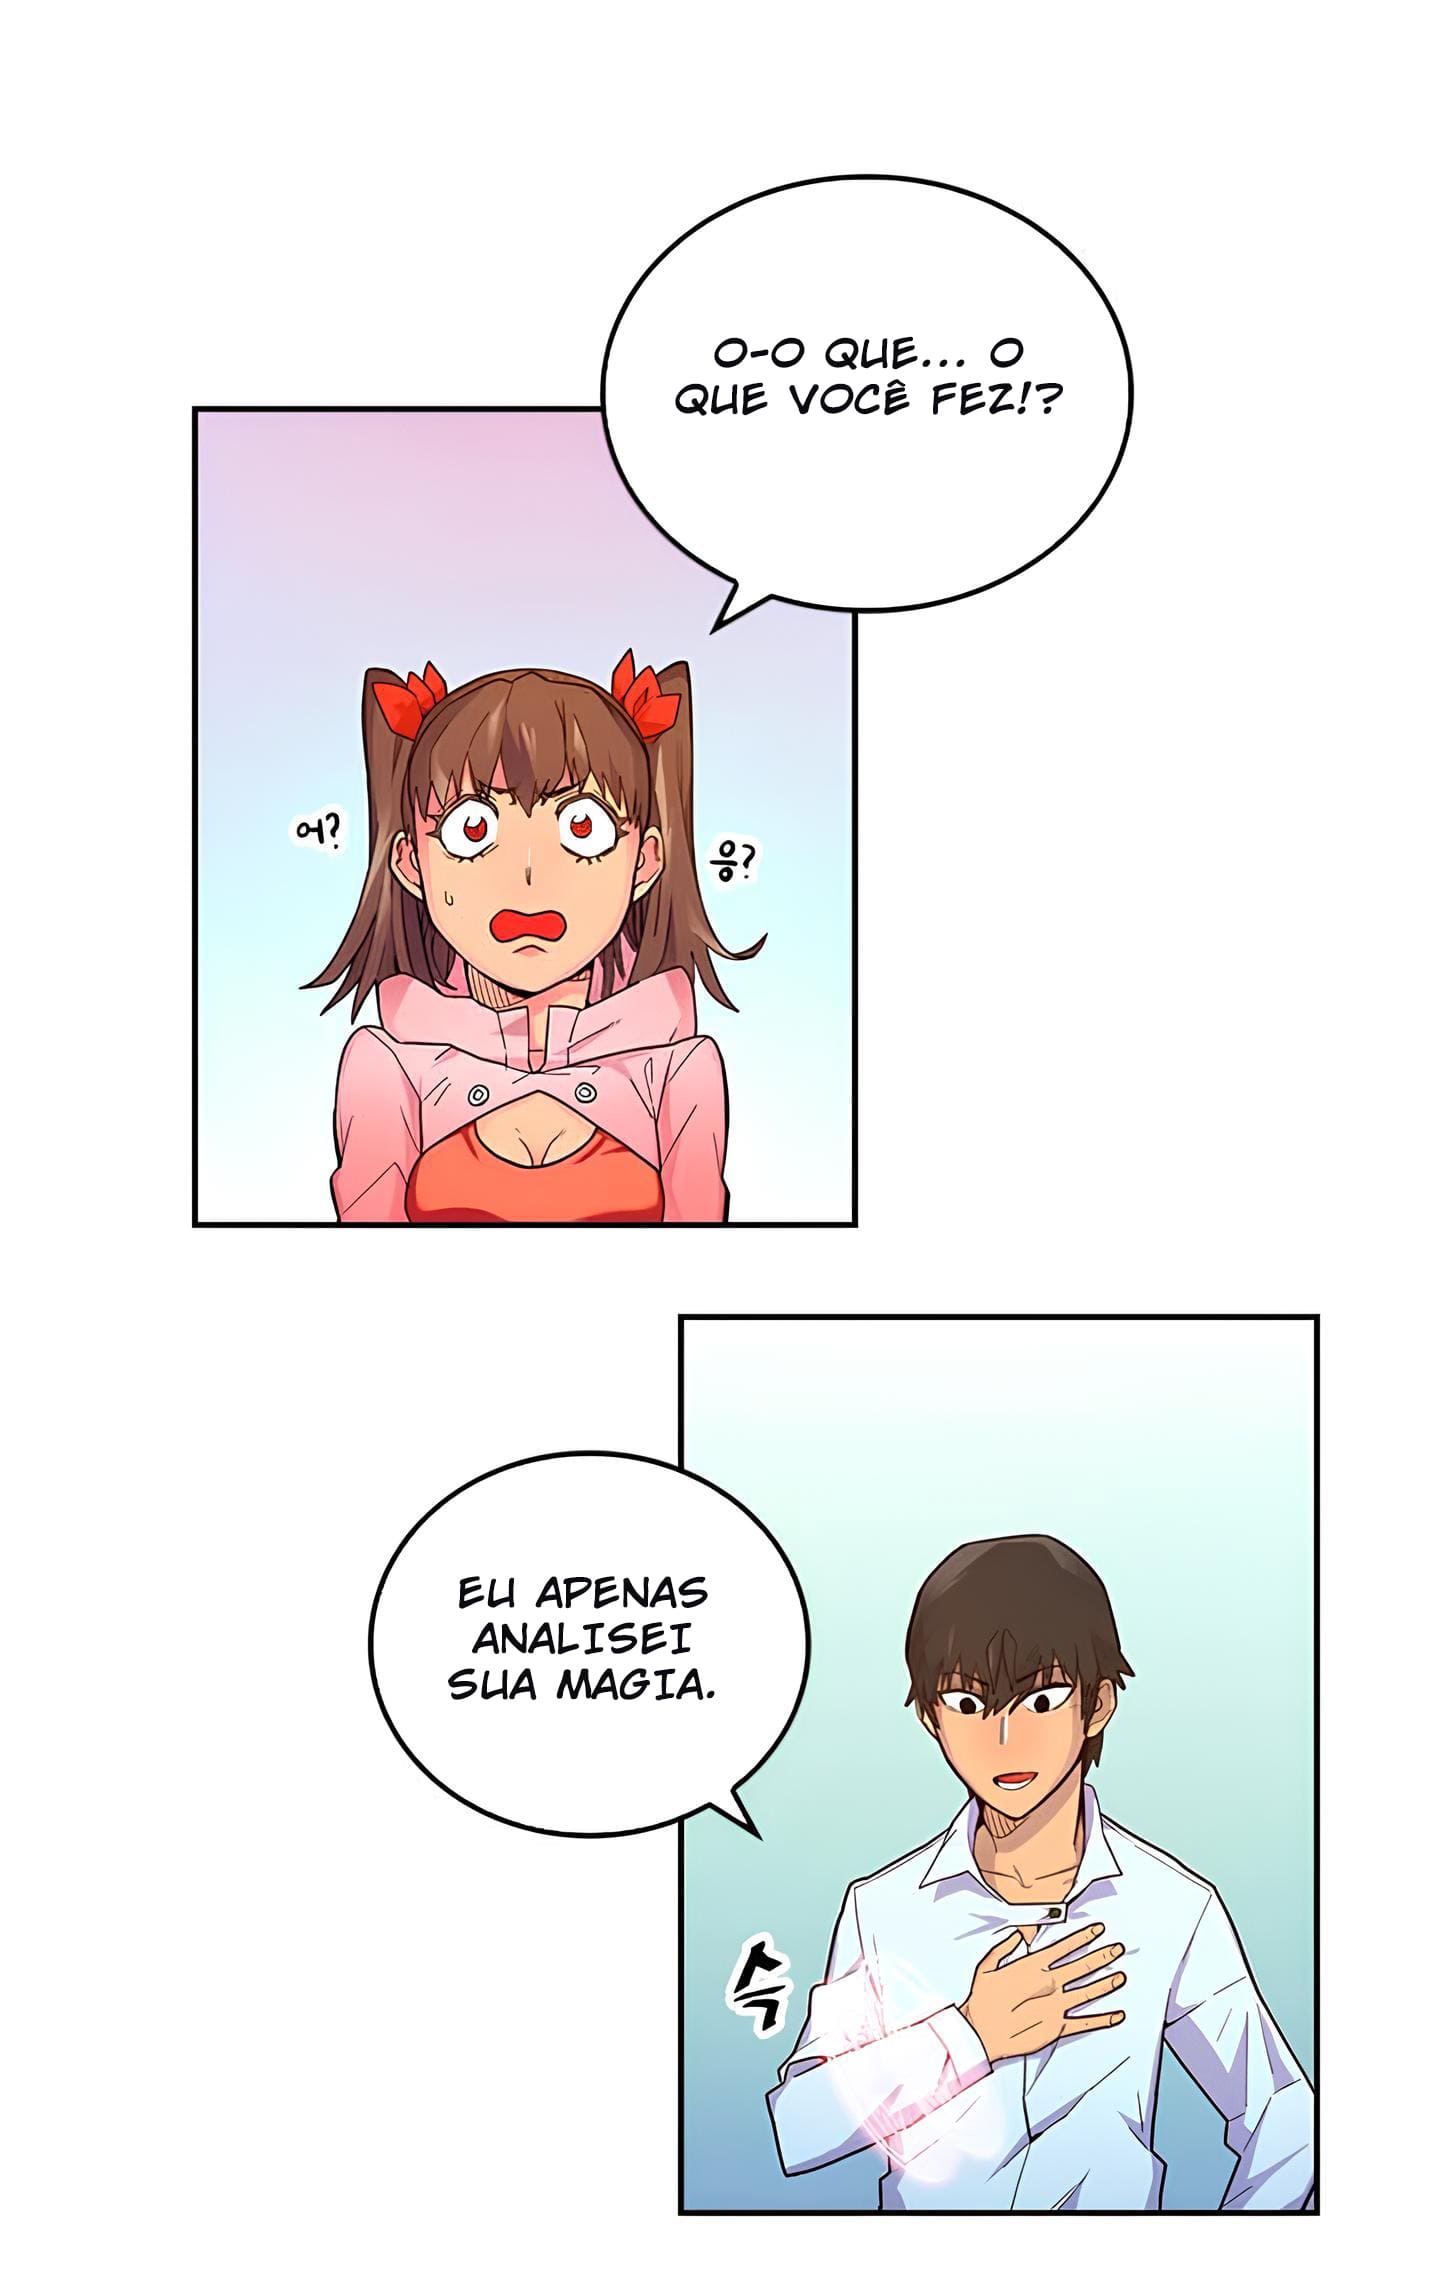 O-O QUE... O
QUE VOCÊ FEZ!?
어?
응?
EU APENAS
ANALISEI
SUA MAGIA.
슥